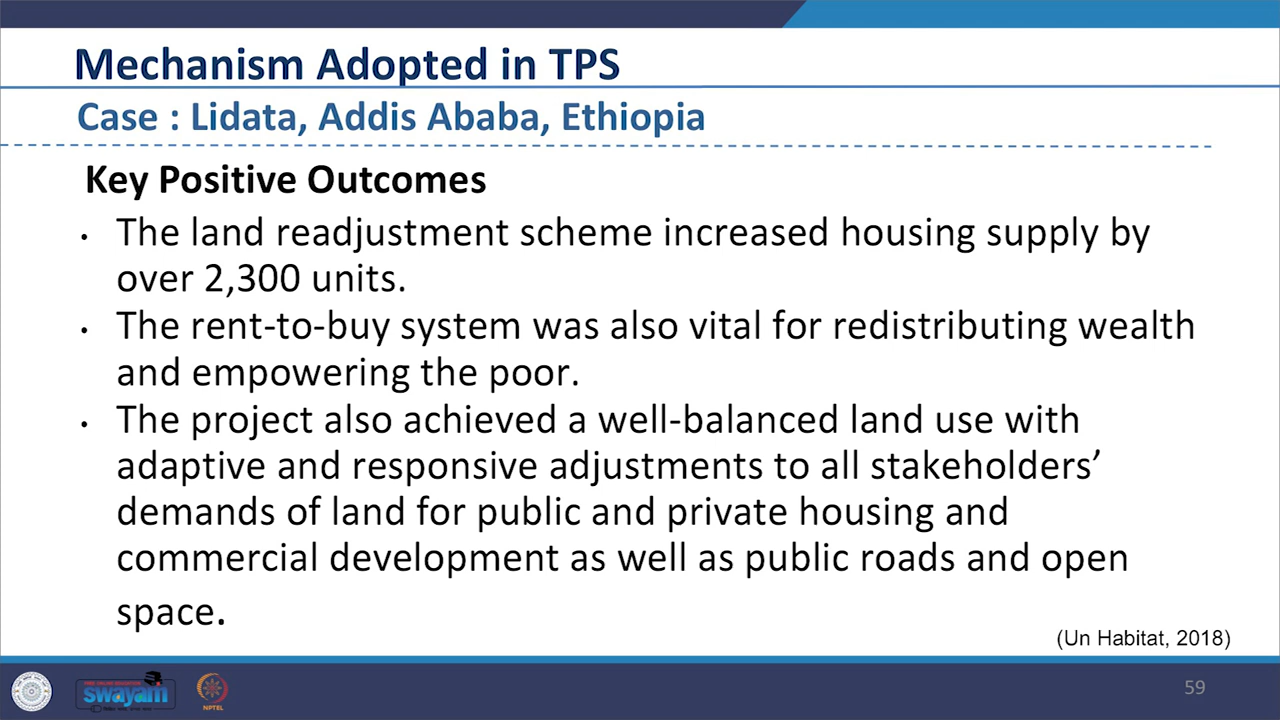 Mechanism Adopted in TPS
Case : Lidata, Addis Ababa, Ethiopia
Key Positive Outcomes
• The land readjustment scheme increased housing supply by
over 2,300 units.
• The rent-to-buy system was also vital for redistributing wealth
and empowering the poor.
• The project also achieved a well-balanced land use with
adaptive and responsive adjustments to all stakeholders’
demands of land for public and private housing and
commercial development as well as public roads and open
space.
(Un Habitat, 2018)
swayam
NPTEL
59